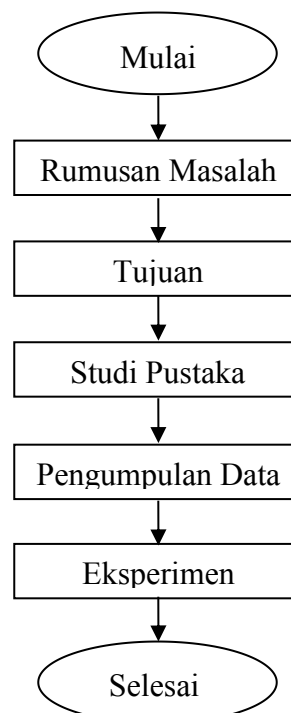 Mulai
Rumusan Masalah
Tujuan
Studi Pustaka
Pengumpulan Data
Eksperimen
Selesai